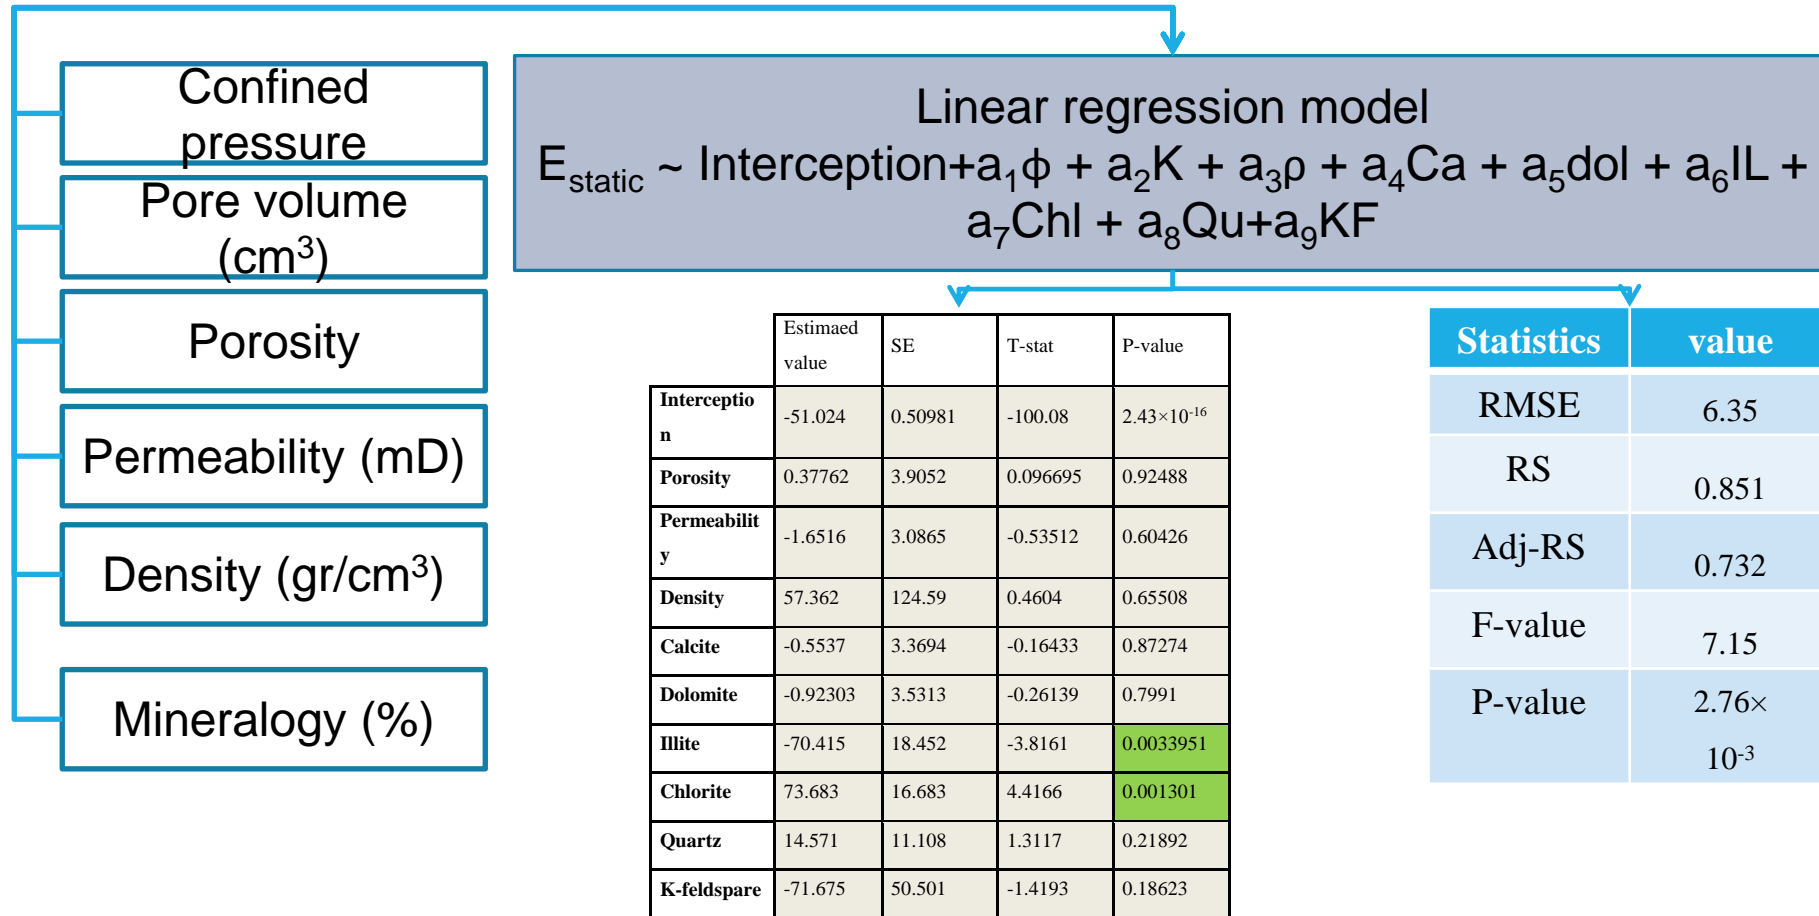 Confined
pressure
Pore volume
(cm³)
Porosity
Permeability (mD)
Density (gr/cm³)
Mineralogy (%)
Linear regression model
E_static ~ Interception+a₁ϕ + a₂K + a₃ρ + a₄Ca + a₅dol + a₆IL +
a₇Chl + a₈Qu+a₉KF
Estimaed value SE T-stat P-value
Interception -51.024 0.50981 -100.08 2.43×10⁻¹⁶
Porosity 0.37762 3.9052 0.096695 0.92488
Permeability -1.6516 3.0865 -0.53512 0.60426
Density 57.362 124.59 0.4604 0.65508
Calcite -0.5537 3.3694 -0.16433 0.87274
Dolomite -0.92303 3.5313 -0.26139 0.7991
Illite -70.415 18.452 -3.8161 0.0033951
Chlorite 73.683 16.683 4.4166 0.001301
Quartz 14.571 11.108 1.3117 0.21892
K-feldspare -71.675 50.501 -1.4193 0.18623
Statistics value
RMSE 6.35
RS 0.851
Adj-RS 0.732
F-value 7.15
P-value 2.76×
10⁻³